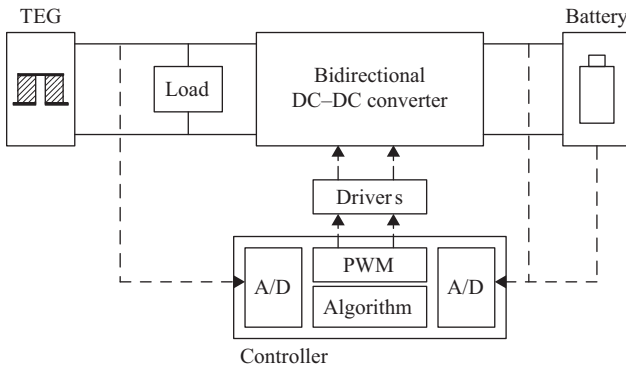 TEG
Battery
Load
Bidirectional
DC–DC converter
Drivers
A/D
PWM
Algorithm
A/D
Controller